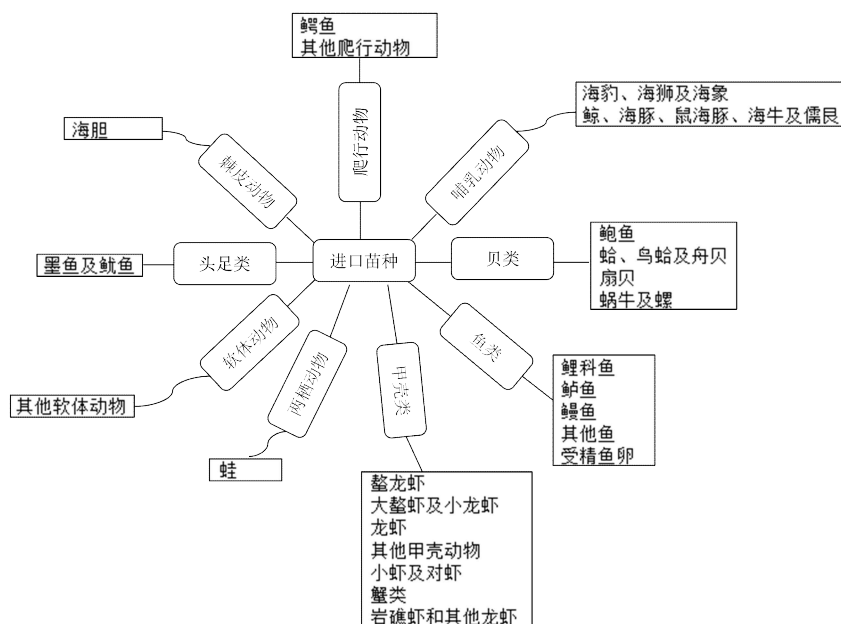 鳄鱼
其他爬行动物
海豹、海狮及海象
鲸、海豚、鼠海豚、海牛及儒艮
海胆
爬行动物
棘皮动物
哺乳动物
鲍鱼
蛤、鸟蛤及舟贝
扇贝
蜗牛及螺
墨鱼及鱿鱼
头足类
进口苗种
贝类
软体动物
两栖动物
甲壳类
鱼类
鲤科鱼
鲈鱼
鳗鱼
其他鱼
受精鱼卵
其他软体动物
蛙
螯龙虾
大螯虾及小龙虾
龙虾
其他甲壳动物
小虾及对虾
蟹类
岩礁虾和其他龙虾